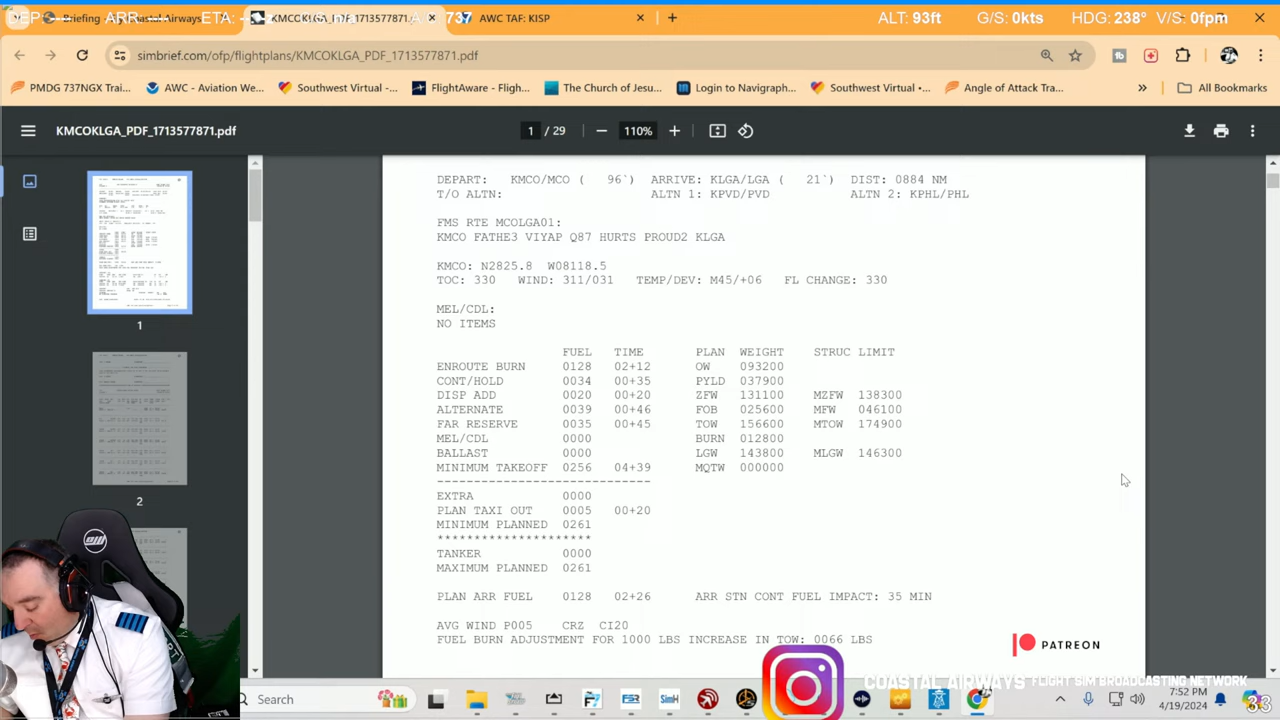 DEP: ---- ARR: ---- ETA: ALT: 93ft G/S: 0kts HDG: 238° V/S: 0fpm
KMCOKLGA_PDF_1713577871.pdf
AWC TAF: KISP
simbrief.com/ofp/flightplans/KMCOKLGA_PDF_1713577871.pdf
PMDG 737NGX Trai...
AWC - Aviation We...
Southwest Virtual -...
FlightAware – Fligh...
The Church of Jesu...
Login to Navigraph...
Southwest Virtual •...
Angle of Attack Tra...
All Bookmarks
KMCOKLGA_PDF_1713577871.pdf
1 / 29
110%
DEPART: KMCO/MCO ( 96`) ARRIVE: KLGA/LGA ( 21`) DIST: 0884 NM
T/O ALTN: ALTN 1: KPVD/PVD ALTN 2: KPHL/PHL
FMS RTE MCOLGA01:
KMCO FATHE3 VIYAP Q87 HURTS PROUD2 KLGA
KMCO: N2825.8 W08118.5
TOC: 330 WIND: 311/031 TEMP/DEV: M45/+06 FL CHANGE: 330
MEL/CDL:
NO ITEMS
FUEL TIME PLAN WEIGHT STRUC LIMIT
ENROUTE BURN 0128 02+12 OW 093200
CONT/HOLD 0034 00+35 PYLD 037900
DISP ADD 0020 00+20 ZFW 131100 MZFW 138300
ALTERNATE 0039 00+46 FOB 025600 MFW 046100
FAR RESERVE 0035 00+45 TOW 156600 MTOW 174900
MEL/CDL 0000 BURN 012800
BALLAST 0000 LGW 143800 MLGW 146300
MINIMUM TAKEOFF 0256 04+39 MQTW 000000
-----------------------------
EXTRA 0000
PLAN TAXI OUT 0005 00+20
MINIMUM PLANNED 0261
*********************
TANKER 0000
MAXIMUM PLANNED 0261
PLAN ARR FUEL 0128 02+26 ARR STN CONT FUEL IMPACT: 35 MIN
AVG WIND P005 CRZ CI20
FUEL BURN ADJUSTMENT FOR 1000 LBS INCREASE IN TOW: 0066 LBS
1
2
PATREON
COASTAL AIRWAYS FLIGHT SIM BROADCASTING NETWORK
Search
7:52 PM
4/19/2024
33